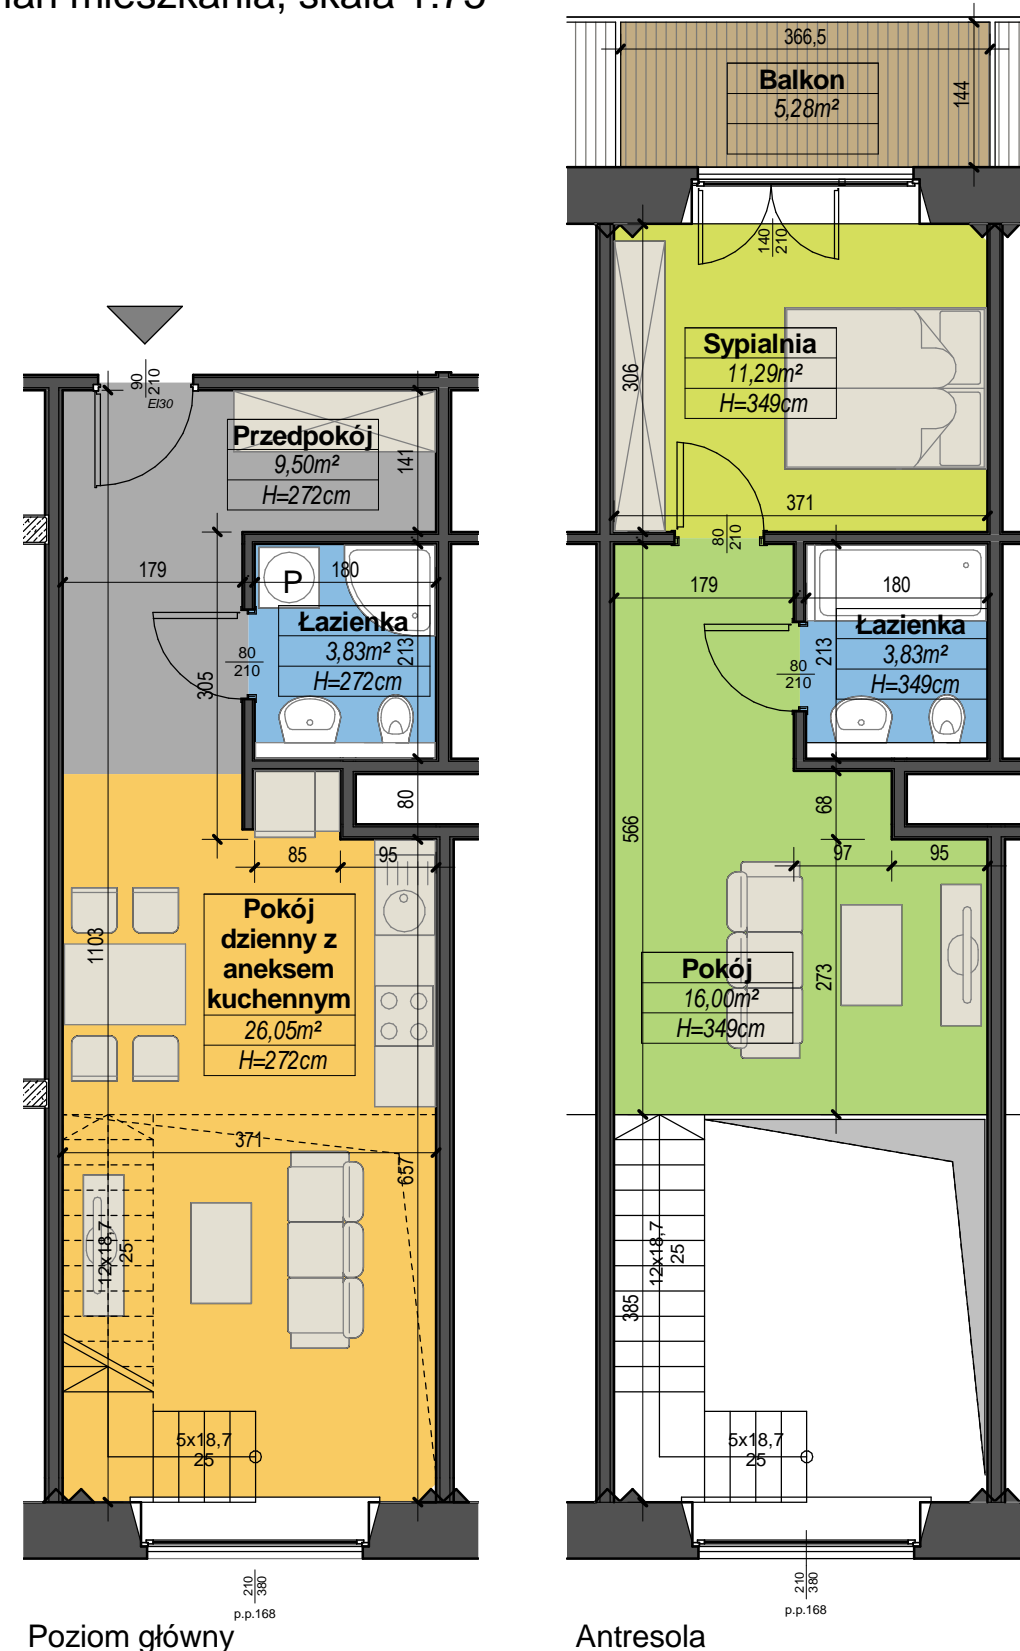 mieszkania, skala 1:75
366,5
Balkon
5,28m²
144
140
210
Sypialnia
11,29m²
H=349cm
306
371
80
210
90
210
EI30
Przedpokój
9,50m²
H=272cm
141
179
180
P
Łazienka
3,83m²
H=272cm
213
80
210
305
80
85
95
1103
Pokój
dzienny z
aneksem
kuchennym
26,05m²
H=272cm
371
657
12x18,7
25
5x18,7
25
210
380
p.p.168
Poziom główny
179
180
Łazienka
3,83m²
H=349cm
213
80
210
566
68
97
95
Pokój
16,00m²
H=349cm
273
12x18,7
25
385
5x18,7
25
210
380
p.p.168
Antresola